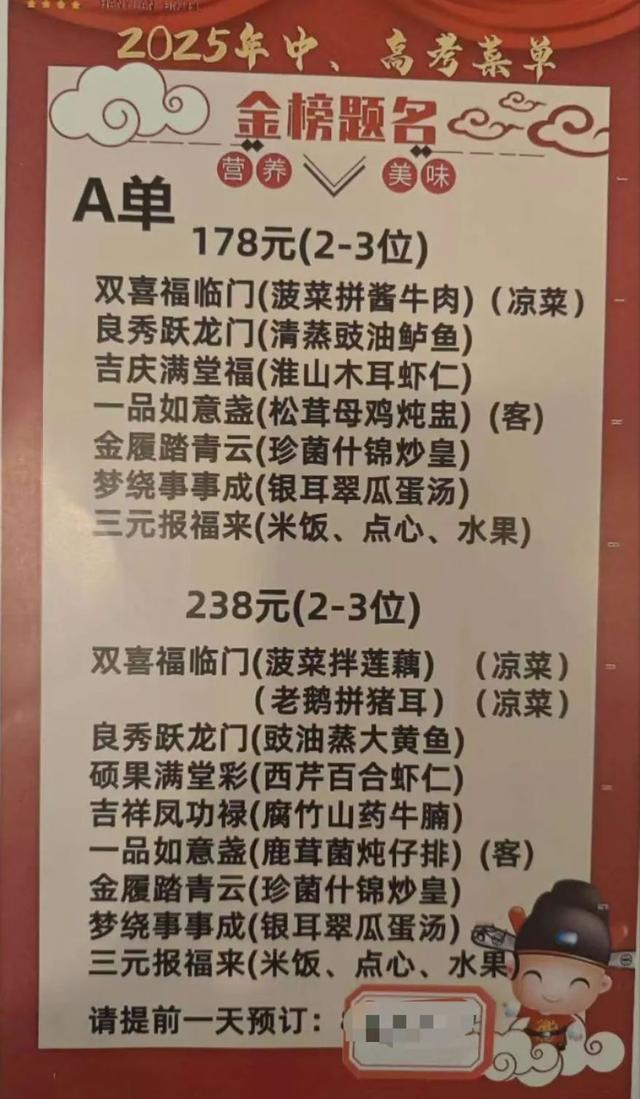 2025年中、高考菜单
金榜题名
营养 美味
A单
178元(2-3位)
双喜福临门(菠菜拼酱牛肉)（凉菜）
良秀跃龙门(清蒸豉油鲈鱼)
吉庆满堂福(淮山木耳虾仁)
一品如意盏(松茸母鸡炖盅)(客)
金履踏青云(珍菌什锦炒皇)
梦绕事事成(银耳翠瓜蛋汤)
三元报福来(米饭、点心、水果)
238元(2-3位)
双喜福临门(菠菜拌莲藕)（凉菜）
（老鹅拼猪耳）（凉菜）
良秀跃龙门(豉油蒸大黄鱼)
硕果满堂彩(西芹百合虾仁)
吉祥凤功禄(腐竹山药牛腩)
一品如意盏(鹿茸菌炖仔排)(客)
金履踏青云(珍菌什锦炒皇)
梦绕事事成(银耳翠瓜蛋汤)
三元报福来(米饭、点心、水果
请提前一天预订：